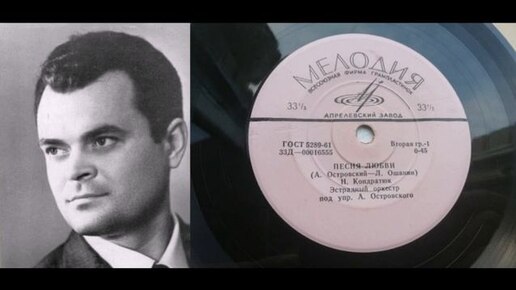 МЕЛОДИЯ
ВСЕСОЮЗНАЯ ФИРМА ГРАМПЛАСТИНОК
33⅓ 33⅓
АПРЕЛЕВСКИЙ ЗАВОД
ГОСТ 5289-61 Вторая гр.-1
33Д—00016555 0-45
ПЕСНЯ ЛЮБВИ
(А. Островский—Л. Ошанин)
Н. Кондратюк
Эстрадный оркестр
под упр. А. Островского